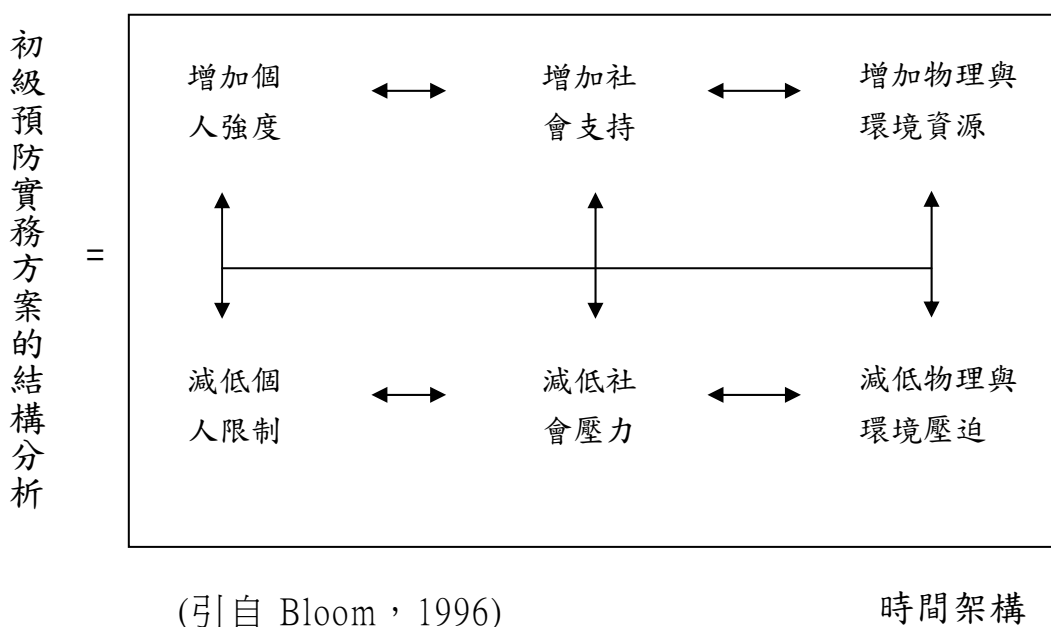 初級預防實務方案的結構分析
=
增加個
人強度
增加社
會支持
增加物理與
環境資源
減低個
人限制
減低社
會壓力
減低物理與
環境壓迫
(引自 Bloom，1996)
時間架構